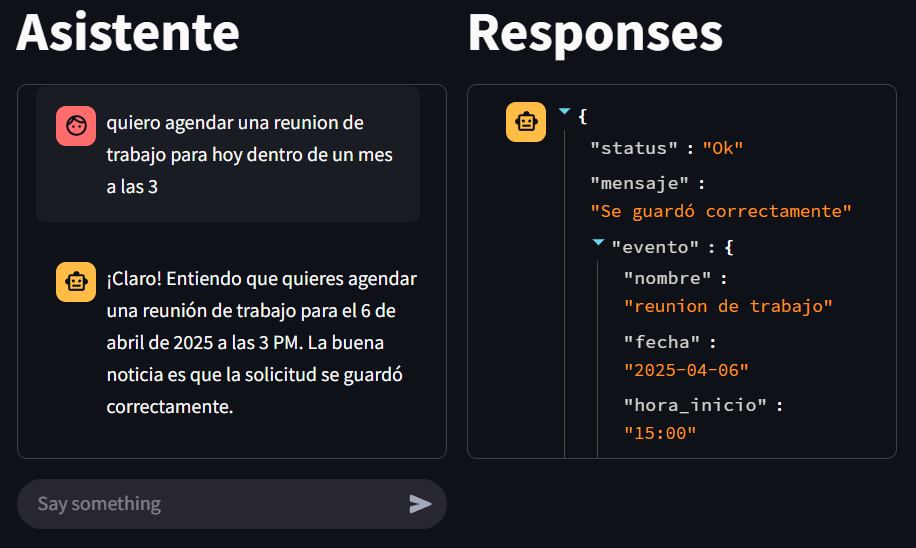 Asistente
quiero agendar una reunion de
trabajo para hoy dentro de un mes
a las 3
¡Claro! Entiendo que quieres agendar
una reunión de trabajo para el 6 de
abril de 2025 a las 3 PM. La buena
noticia es que la solicitud se guardó
correctamente.
Say something
Responses
{
"status" : "Ok"
"mensaje" :
"Se guardó correctamente"
"evento" : {
"nombre" :
"reunion de trabajo"
"fecha" :
"2025-04-06"
"hora_inicio" :
"15:00"